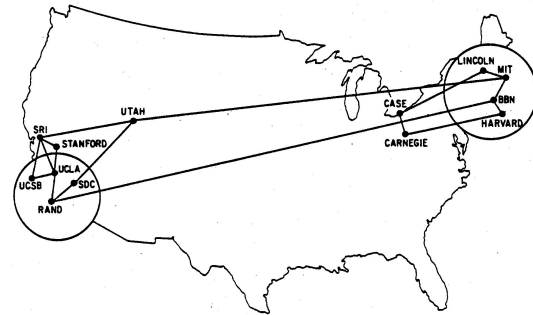 LINCOLN
MIT
UTAH
CASE
BBN
HARVARD
SRI
STANFORD
CARNEGIE
UCLA
UCSB
SDC
RAND